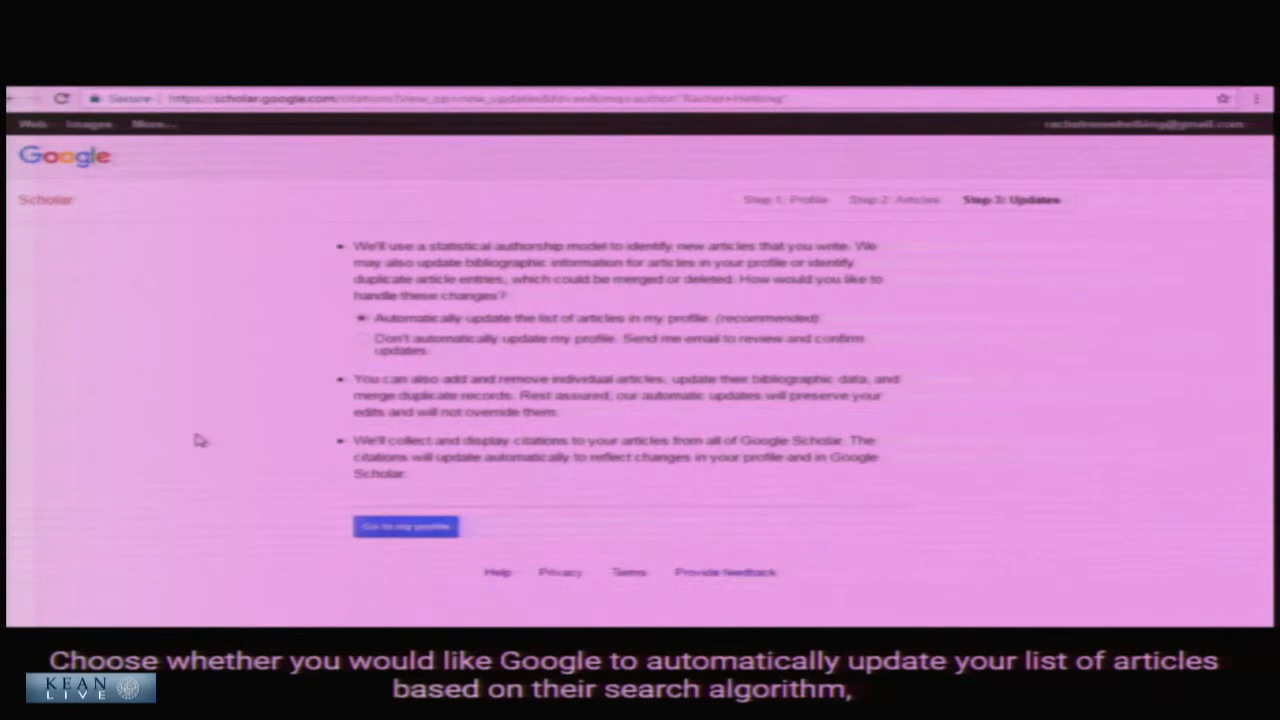 Secure
Web Images More...
Google
Scholar
Step 1: Profile Step 2: Articles Step 3: Updates
We'll use a statistical authorship model to identify new articles that you write. We
may also update bibliographic information for articles in your profile or identify
duplicate article entries, which could be merged or deleted. How would you like to
handle these changes?
Automatically update the list of articles in my profile. (recommended)
Don't automatically update my profile. Send me email to review and confirm
updates.
You can also add and remove individual articles, update their bibliographic data, and
merge duplicate records. Rest assured, our automatic updates will preserve your
edits and will not override them.
We'll collect and display citations to your articles from all of Google Scholar. The
citations will update automatically to reflect changes in your profile and in Google
Scholar.
Go to my profile
Help Privacy Terms Provide feedback
Choose whether you would like Google to automatically update your list of articles
based on their search algorithm,
KEAN
LIVE